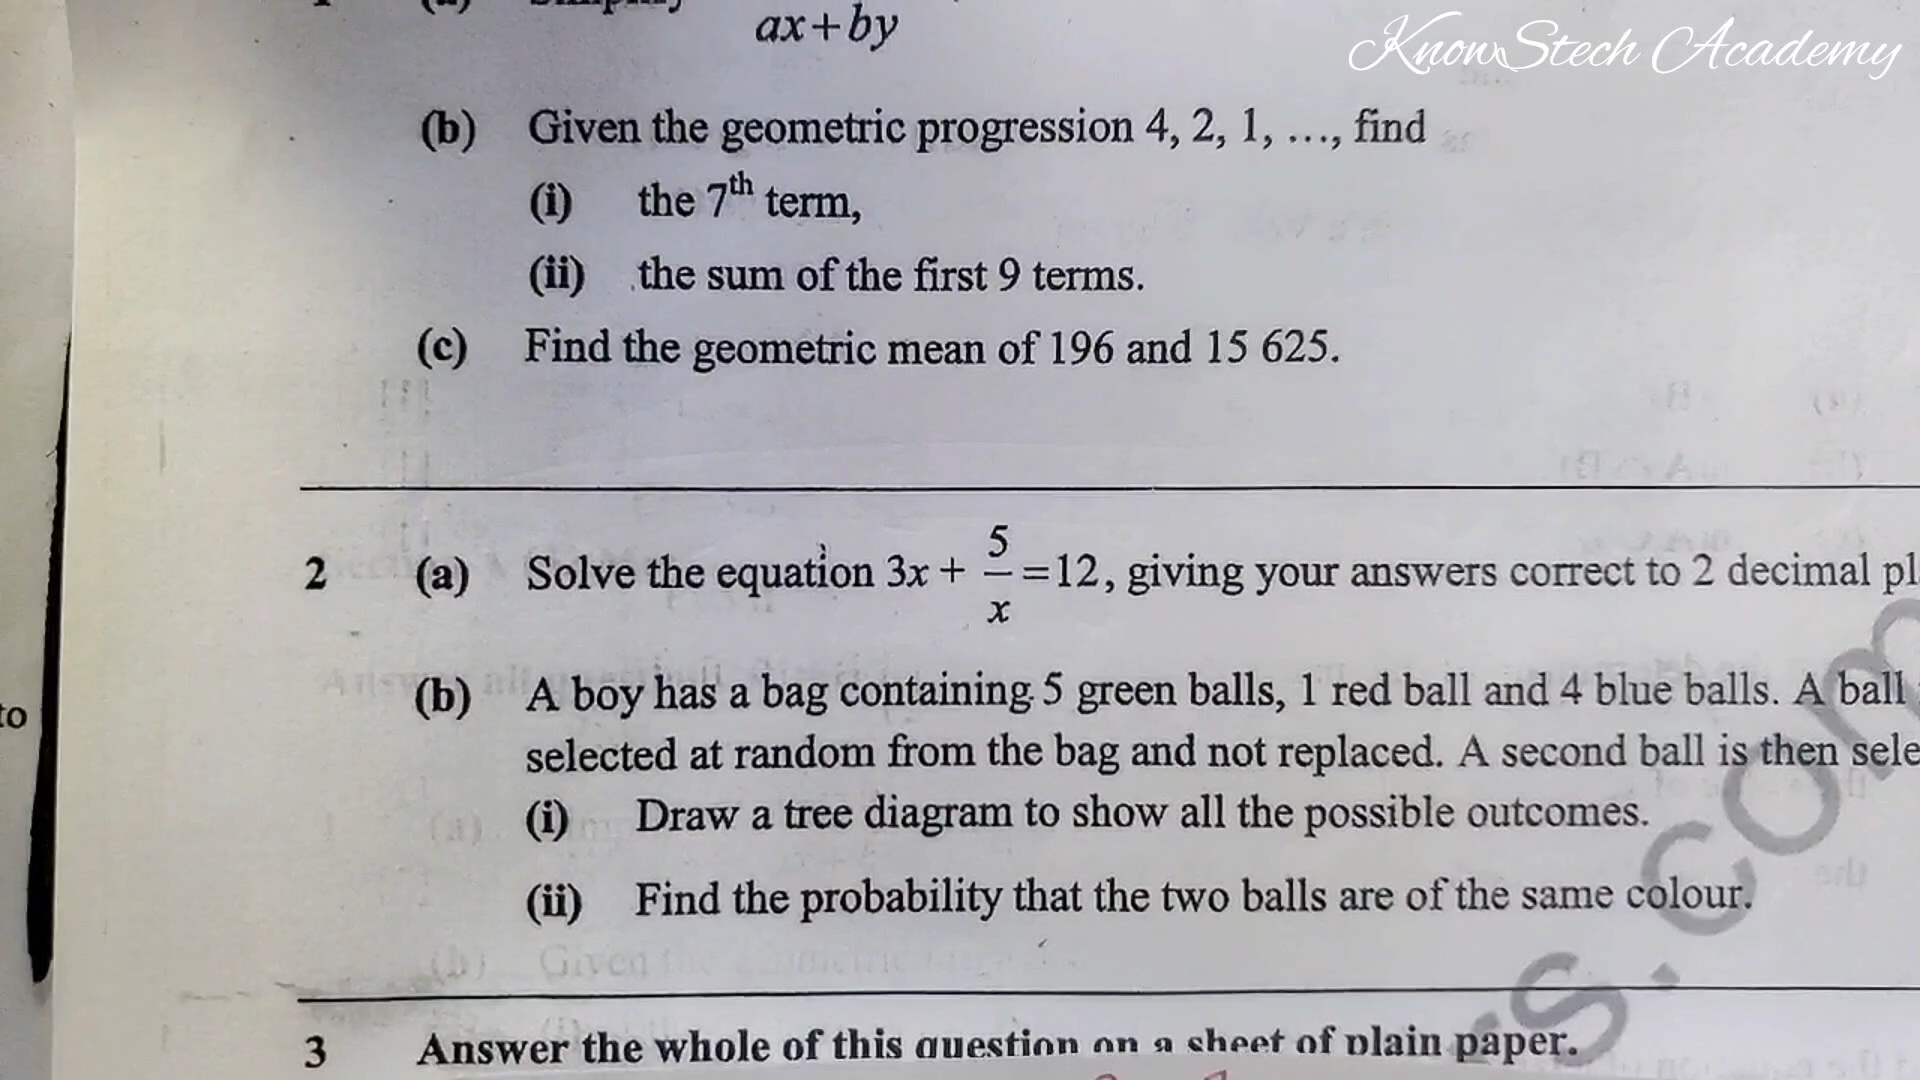 ax+by
KnowStech Academy
(b) Given the geometric progression 4, 2, 1, ..., find
(i) the 7th term,
(ii) the sum of the first 9 terms.
(c) Find the geometric mean of 196 and 15 625.
2 (a) Solve the equation 3x + 5/x =12, giving your answers correct to 2 decimal pl
(b) A boy has a bag containing 5 green balls, 1 red ball and 4 blue balls. A ball
selected at random from the bag and not replaced. A second ball is then sele
to
(i) Draw a tree diagram to show all the possible outcomes.
(ii) Find the probability that the two balls are of the same colour.
s.com
3 Answer the whole of this question on a sheet of plain paper.